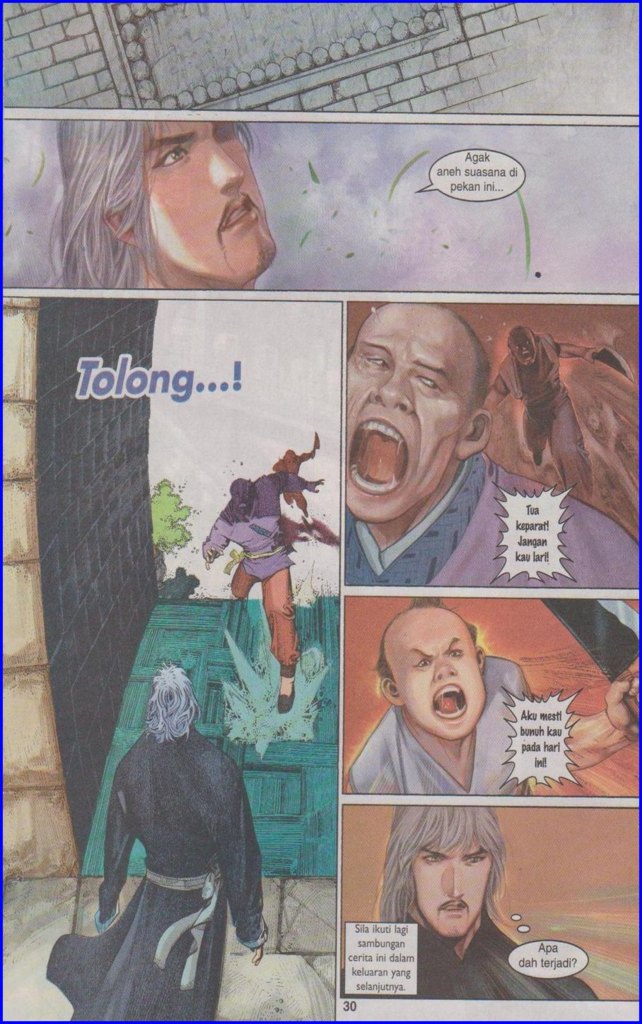 Agak
aneh suasana di
pekan ini...
Tolong...!
Tua
keparat!
Jangan
kau lari!
Aku mesti
bunuh kau
pada hari
ini!
Apa
dah terjadi?
Sila ikuti lagi
sambungan
cerita ini dalam
keluaran yang
selanjutnya.
30